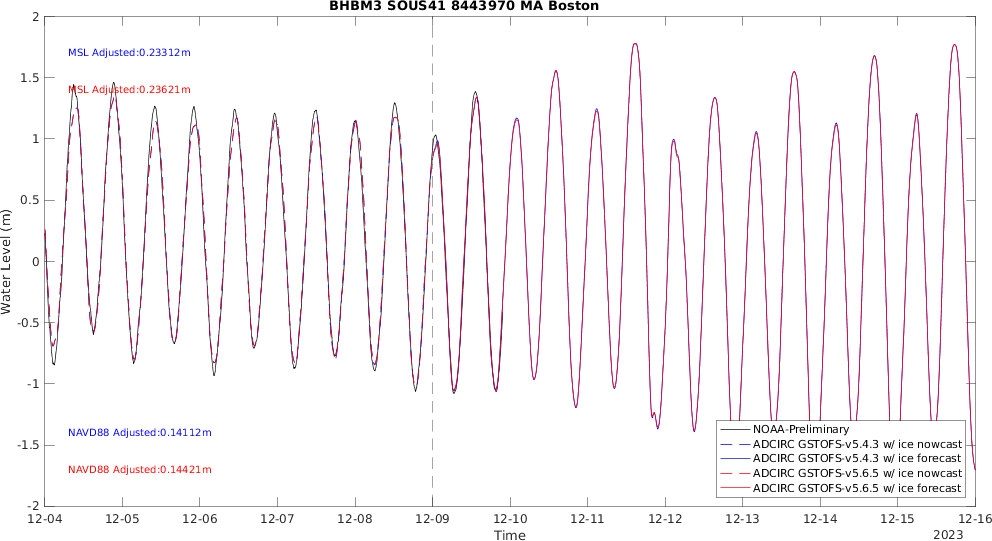 BHBM3 SOUS41 8443970 MA Boston
2
1.5
1
0.5
0
-0.5
-1
-1.5
-2
Water Level (m)
MSL Adjusted:0.23312m
MSL Adjusted:0.23621m
NAVD88 Adjusted:0.14112m
NAVD88 Adjusted:0.14421m
NOAA-Preliminary
ADCIRC GSTOFS-v5.4.3 w/ ice nowcast
ADCIRC GSTOFS-v5.4.3 w/ ice forecast
ADCIRC GSTOFS-v5.6.5 w/ ice nowcast
ADCIRC GSTOFS-v5.6.5 w/ ice forecast
12-04 12-05 12-06 12-07 12-08 12-09 12-10 12-11 12-12 12-13 12-14 12-15 12-16
Time
2023